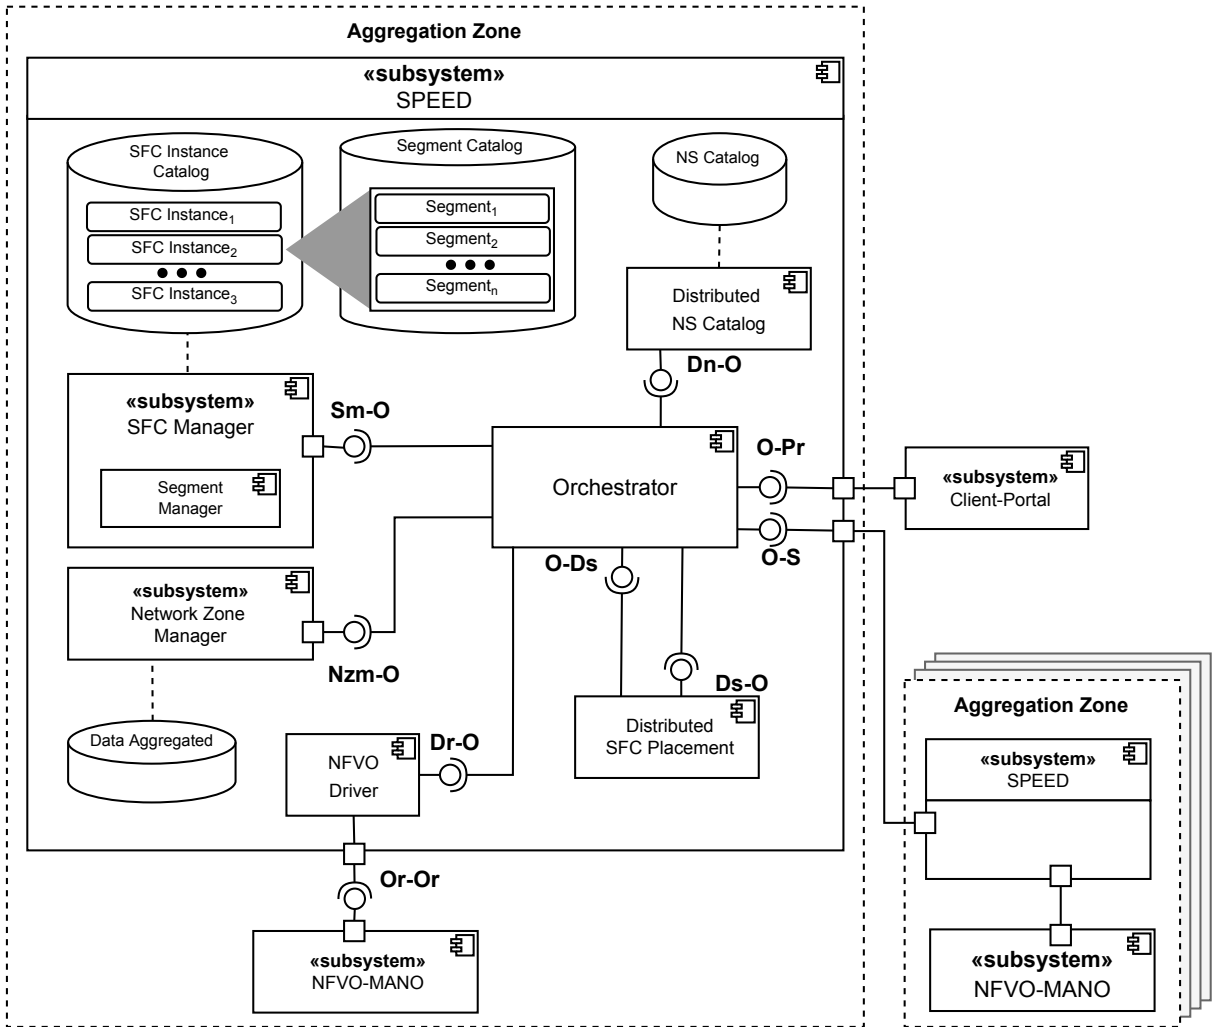 Aggregation Zone
«subsystem»
SPEED
SFC Instance
Catalog
SFC Instance1
SFC Instance2
SFC Instance3
Segment Catalog
Segment1
Segment2
Segmentn
NS Catalog
Distributed
NS Catalog
Dn-O
«subsystem»
SFC Manager
Segment
Manager
Sm-O
Orchestrator
O-Pr
O-S
«subsystem»
Client-Portal
«subsystem»
Network Zone
Manager
Nzm-O
O-Ds
Ds-O
Distributed
SFC Placement
Data Aggregated
NFVO
Driver
Dr-O
Or-Or
«subsystem»
NFVO-MANO
Aggregation Zone
«subsystem»
SPEED
«subsystem»
NFVO-MANO